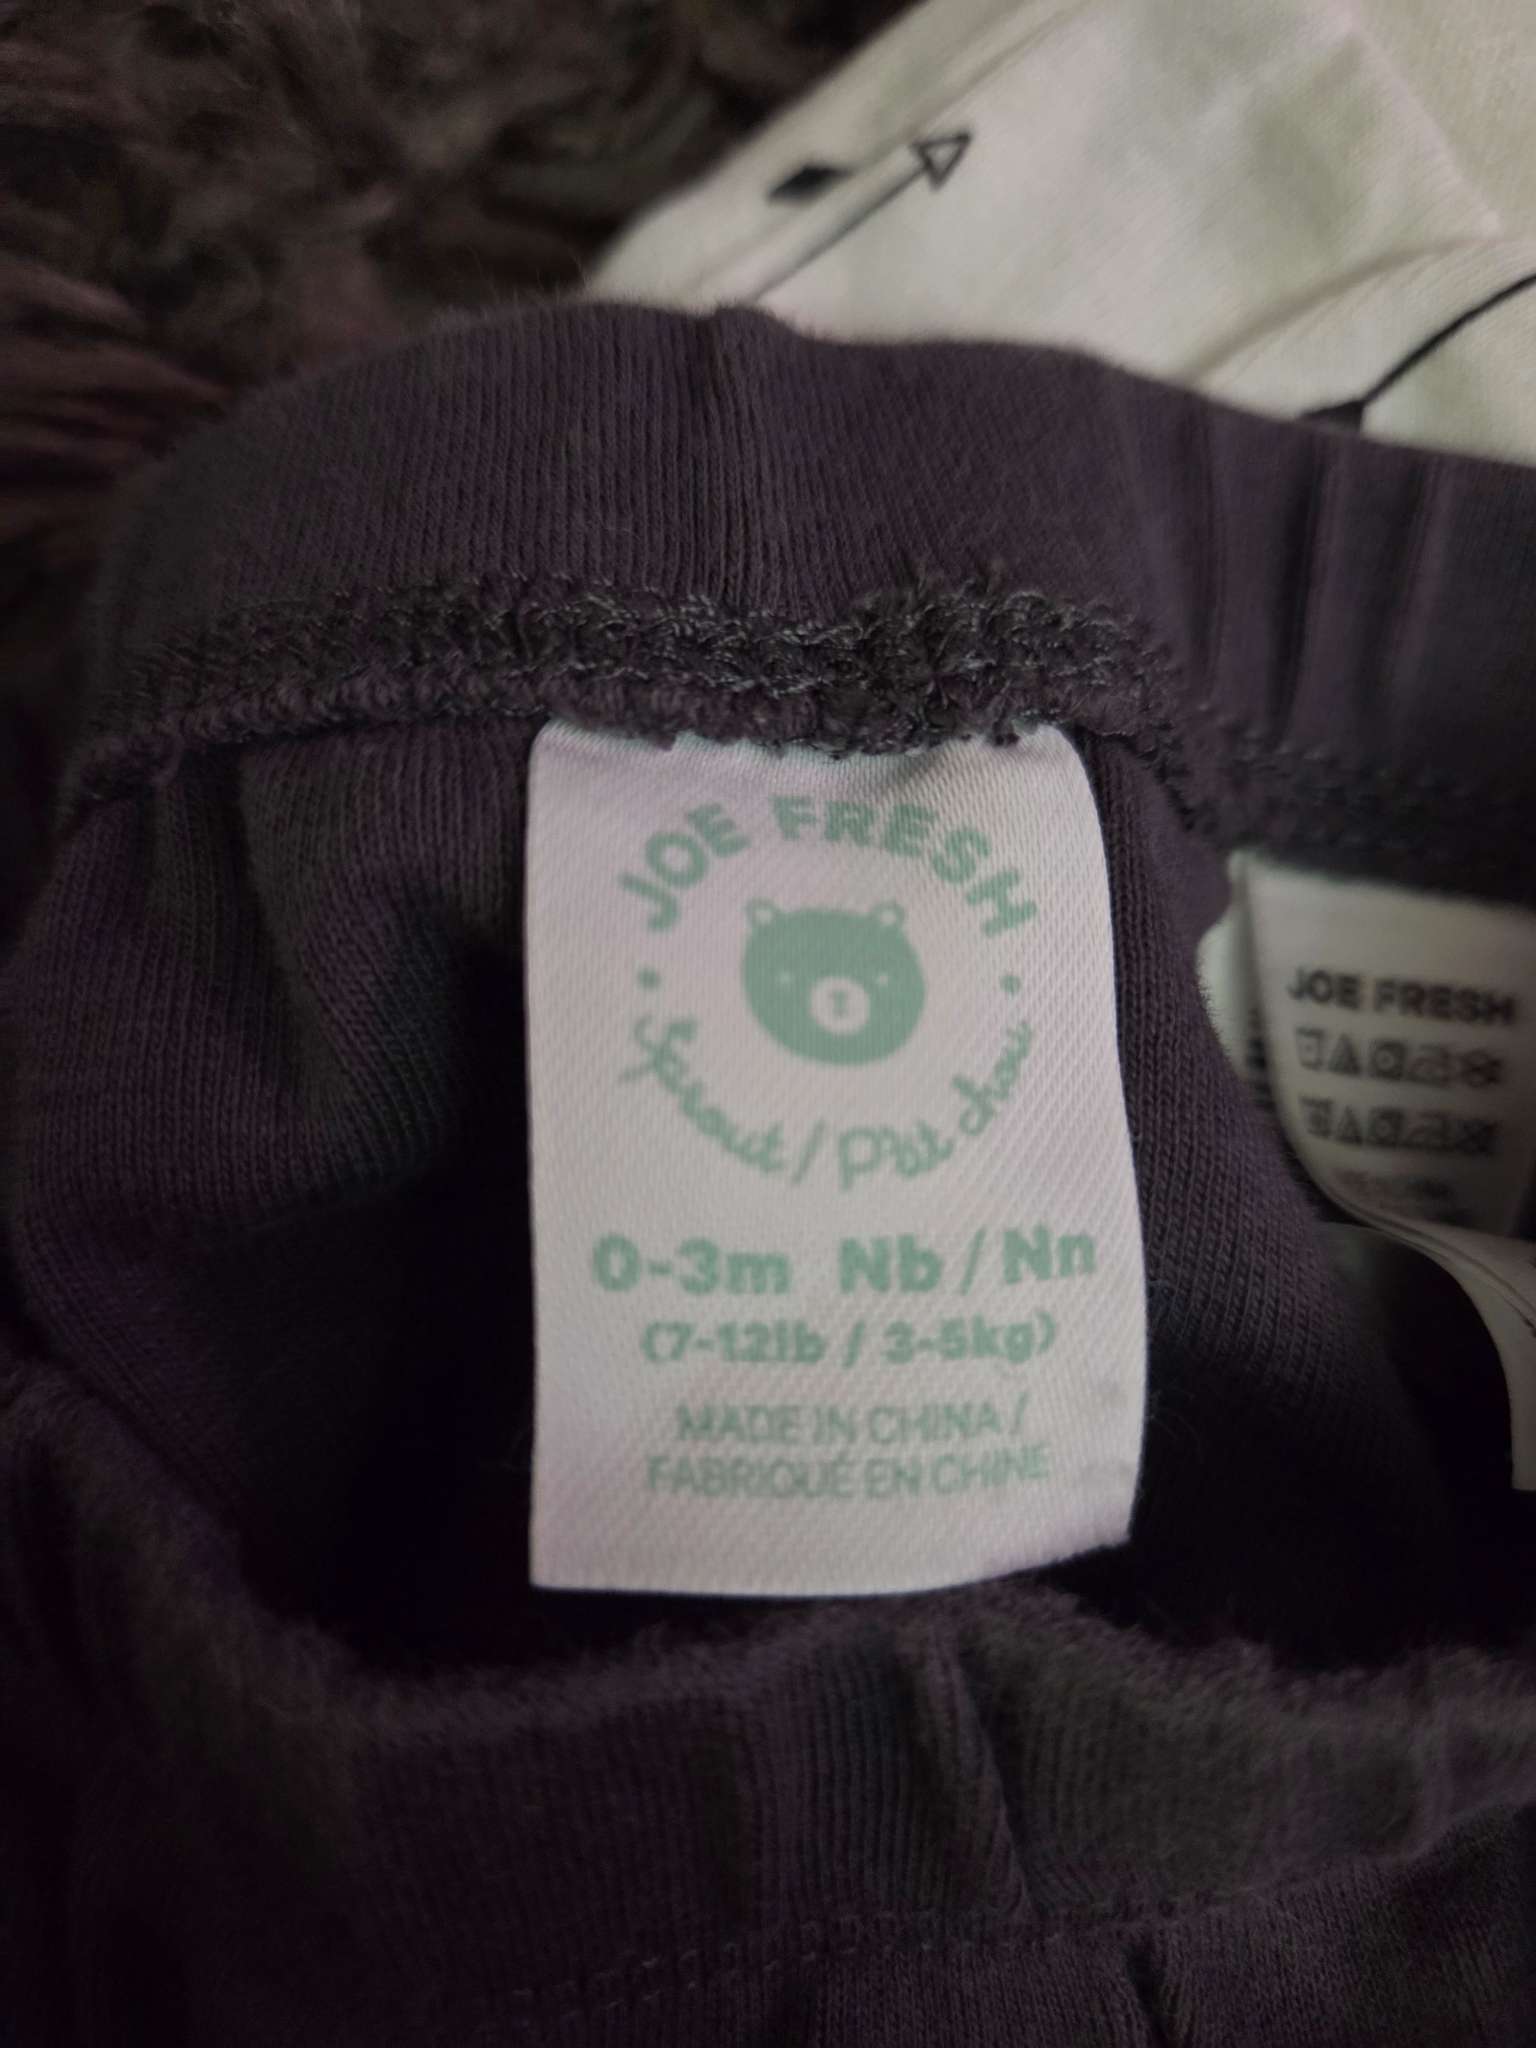 JOE FRESH
Sprout / P'tit chou
0-3m Nb / Nn
(7-12lb / 3-5kg)
MADE IN CHINA /
FABRIQUÉ EN CHINE
JOE FRESH